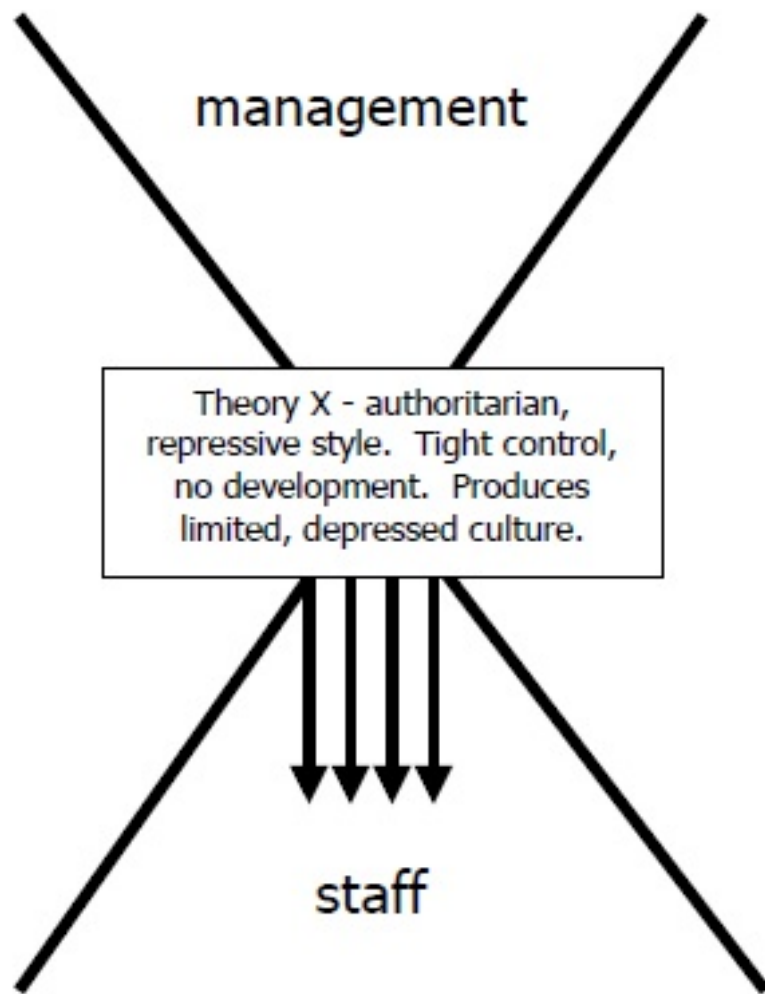 management
Theory X - authoritarian,
repressive style.  Tight control,
no development.  Produces
limited, depressed culture.
staff